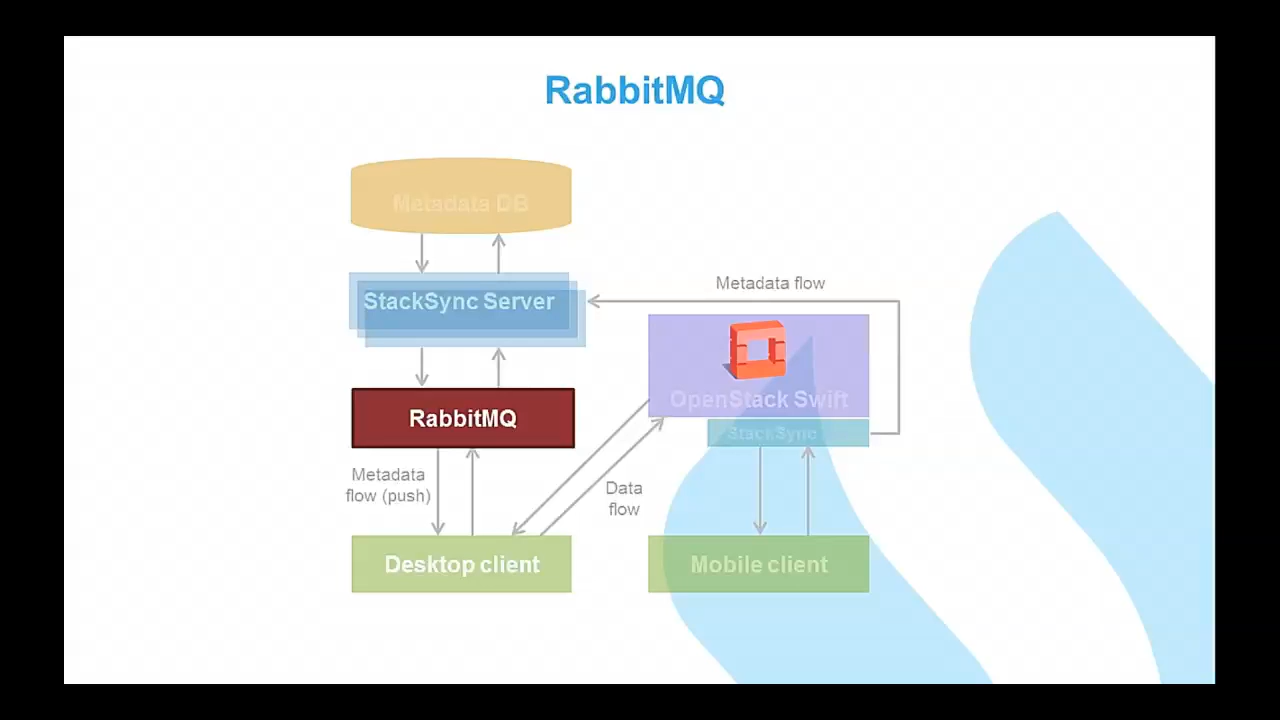 RabbitMQ
Metadata DB
StackSync Server
Metadata flow
OpenStack Swift
RabbitMQ
StackSync
Metadata
flow (push)
Data
flow
Desktop client
Mobile client